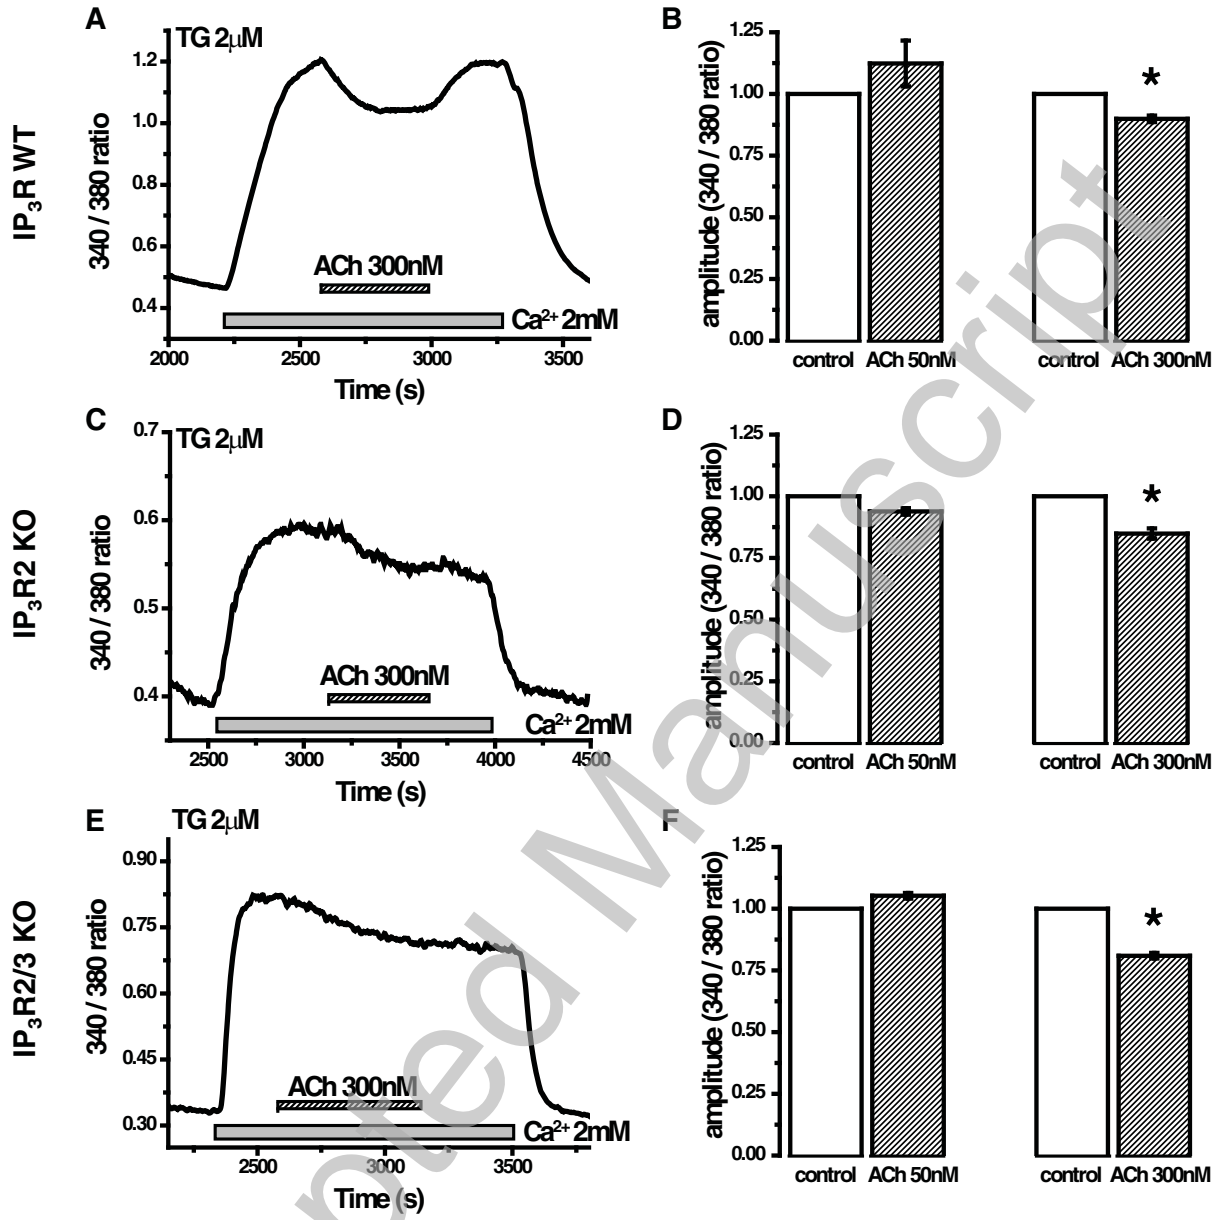 IP₃R WT
A
TG 2μM
340 / 380 ratio
1.2
1.0
0.8
0.6
0.4
ACh 300nM
Ca²⁺ 2mM
2000 2500 3000 3500
Time (s)
B
amplitude (340 / 380 ratio)
1.25
1.00
0.75
0.50
0.25
0.00
*
control ACh 50nM control ACh 300nM
IP₃R2 KO
C
TG 2μM
340 / 380 ratio
0.7
0.6
0.5
0.4
ACh 300nM
Ca²⁺ 2mM
2500 3000 3500 4000 4500
Time (s)
D
amplitude (340 / 380 ratio)
1.25
1.00
0.75
0.50
0.25
0.00
*
control ACh 50nM control ACh 300nM
IP₃R2/3 KO
E
TG 2μM
340 / 380 ratio
0.90
0.75
0.60
0.45
0.30
ACh 300nM
Ca²⁺ 2mM
2500 3000 3500
Time (s)
F
amplitude (340 / 380 ratio)
1.25
1.00
0.75
0.50
0.25
0.00
*
control ACh 50nM control ACh 300nM
pted Manuscript